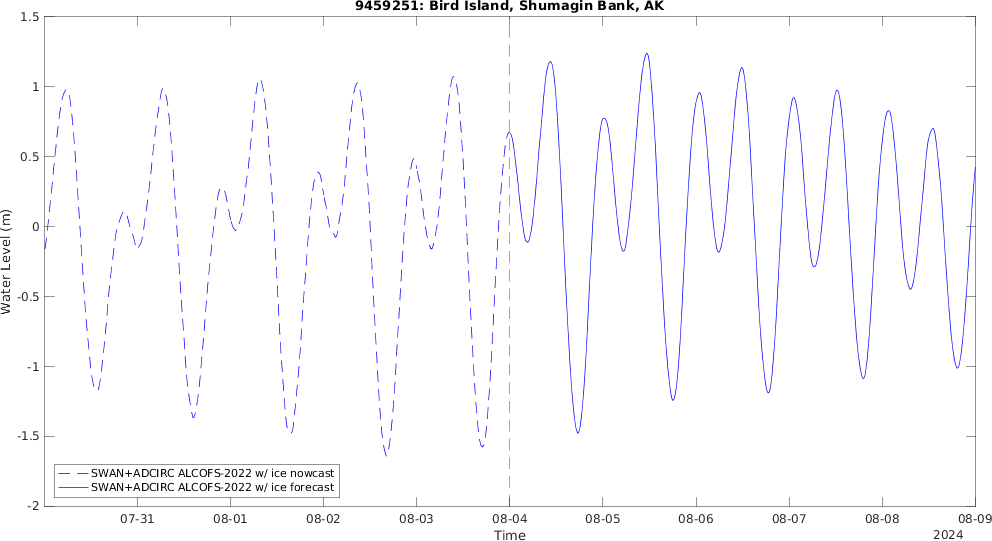 9459251: Bird Island, Shumagin Bank, AK
1.5
1
0.5
0
-0.5
-1
-1.5
-2
Water Level (m)
SWAN+ADCIRC ALCOFS-2022 w/ ice nowcast
SWAN+ADCIRC ALCOFS-2022 w/ ice forecast
07-31 08-01 08-02 08-03 08-04 08-05 08-06 08-07 08-08 08-09
Time
2024